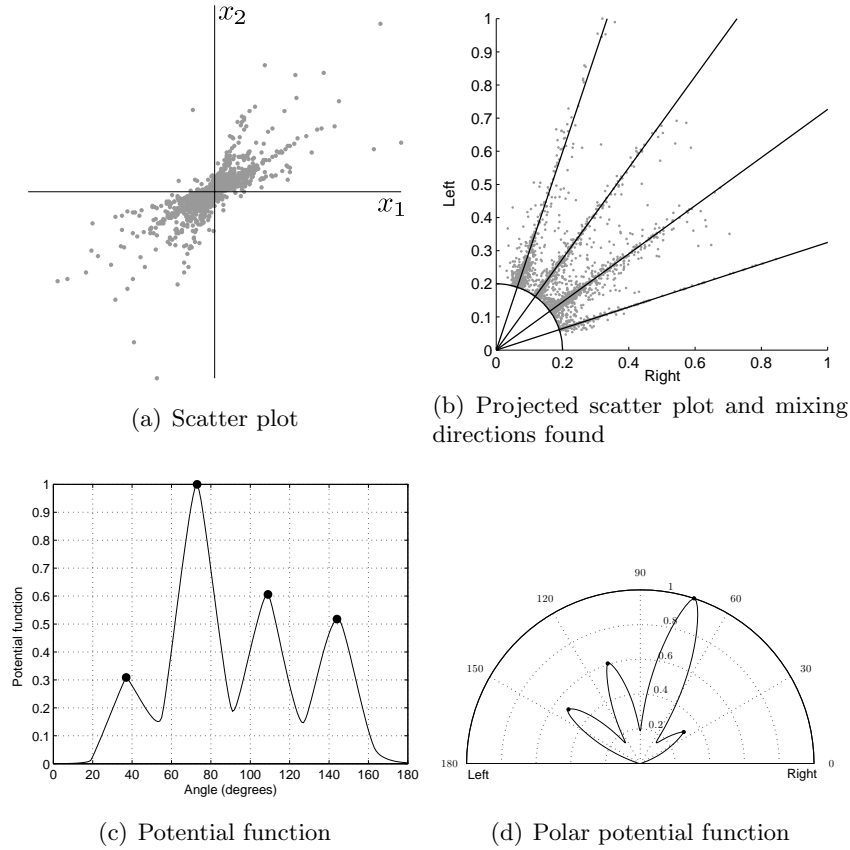 x2
x1
(a) Scatter plot
1
0.9
0.8
0.7
0.6
0.5
0.4
0.3
0.2
0.1
0
Left
0 0.2 0.4 0.6 0.8 1
Right
(b) Projected scatter plot and mixing
directions found
1
0.9
0.8
0.7
0.6
0.5
0.4
0.3
0.2
0.1
0
Potential function
0 20 40 60 80 100 120 140 160 180
Angle (degrees)
(c) Potential function
90
120
1
60
0.8
150
0.6
30
0.4
0.2
180
0
Left
Right
(d) Polar potential function